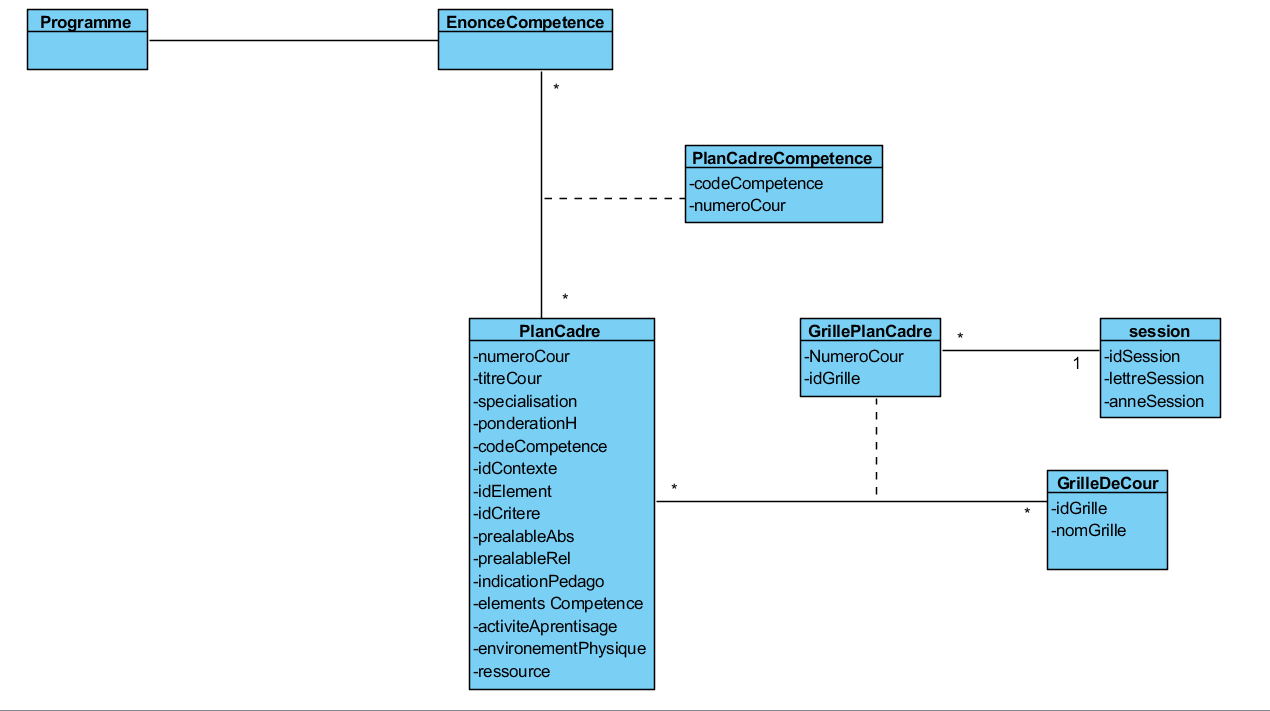 Programme
EnonceCompetence
*
PlanCadreCompetence
-codeCompetence
-numeroCour
*
PlanCadre
-numeroCour
-titreCour
-specialisation
-ponderationH
-codeCompetence
-idContexte
-idElement
-idCritere
-prealableAbs
-prealableRel
-indicationPedago
-elements Competence
-activiteAprentisage
-environementPhysique
-ressource
GrillePlanCadre
-NumeroCour
-idGrille
*
1
session
-idSession
-lettreSession
-anneSession
*
*
GrilleDeCour
-idGrille
-nomGrille